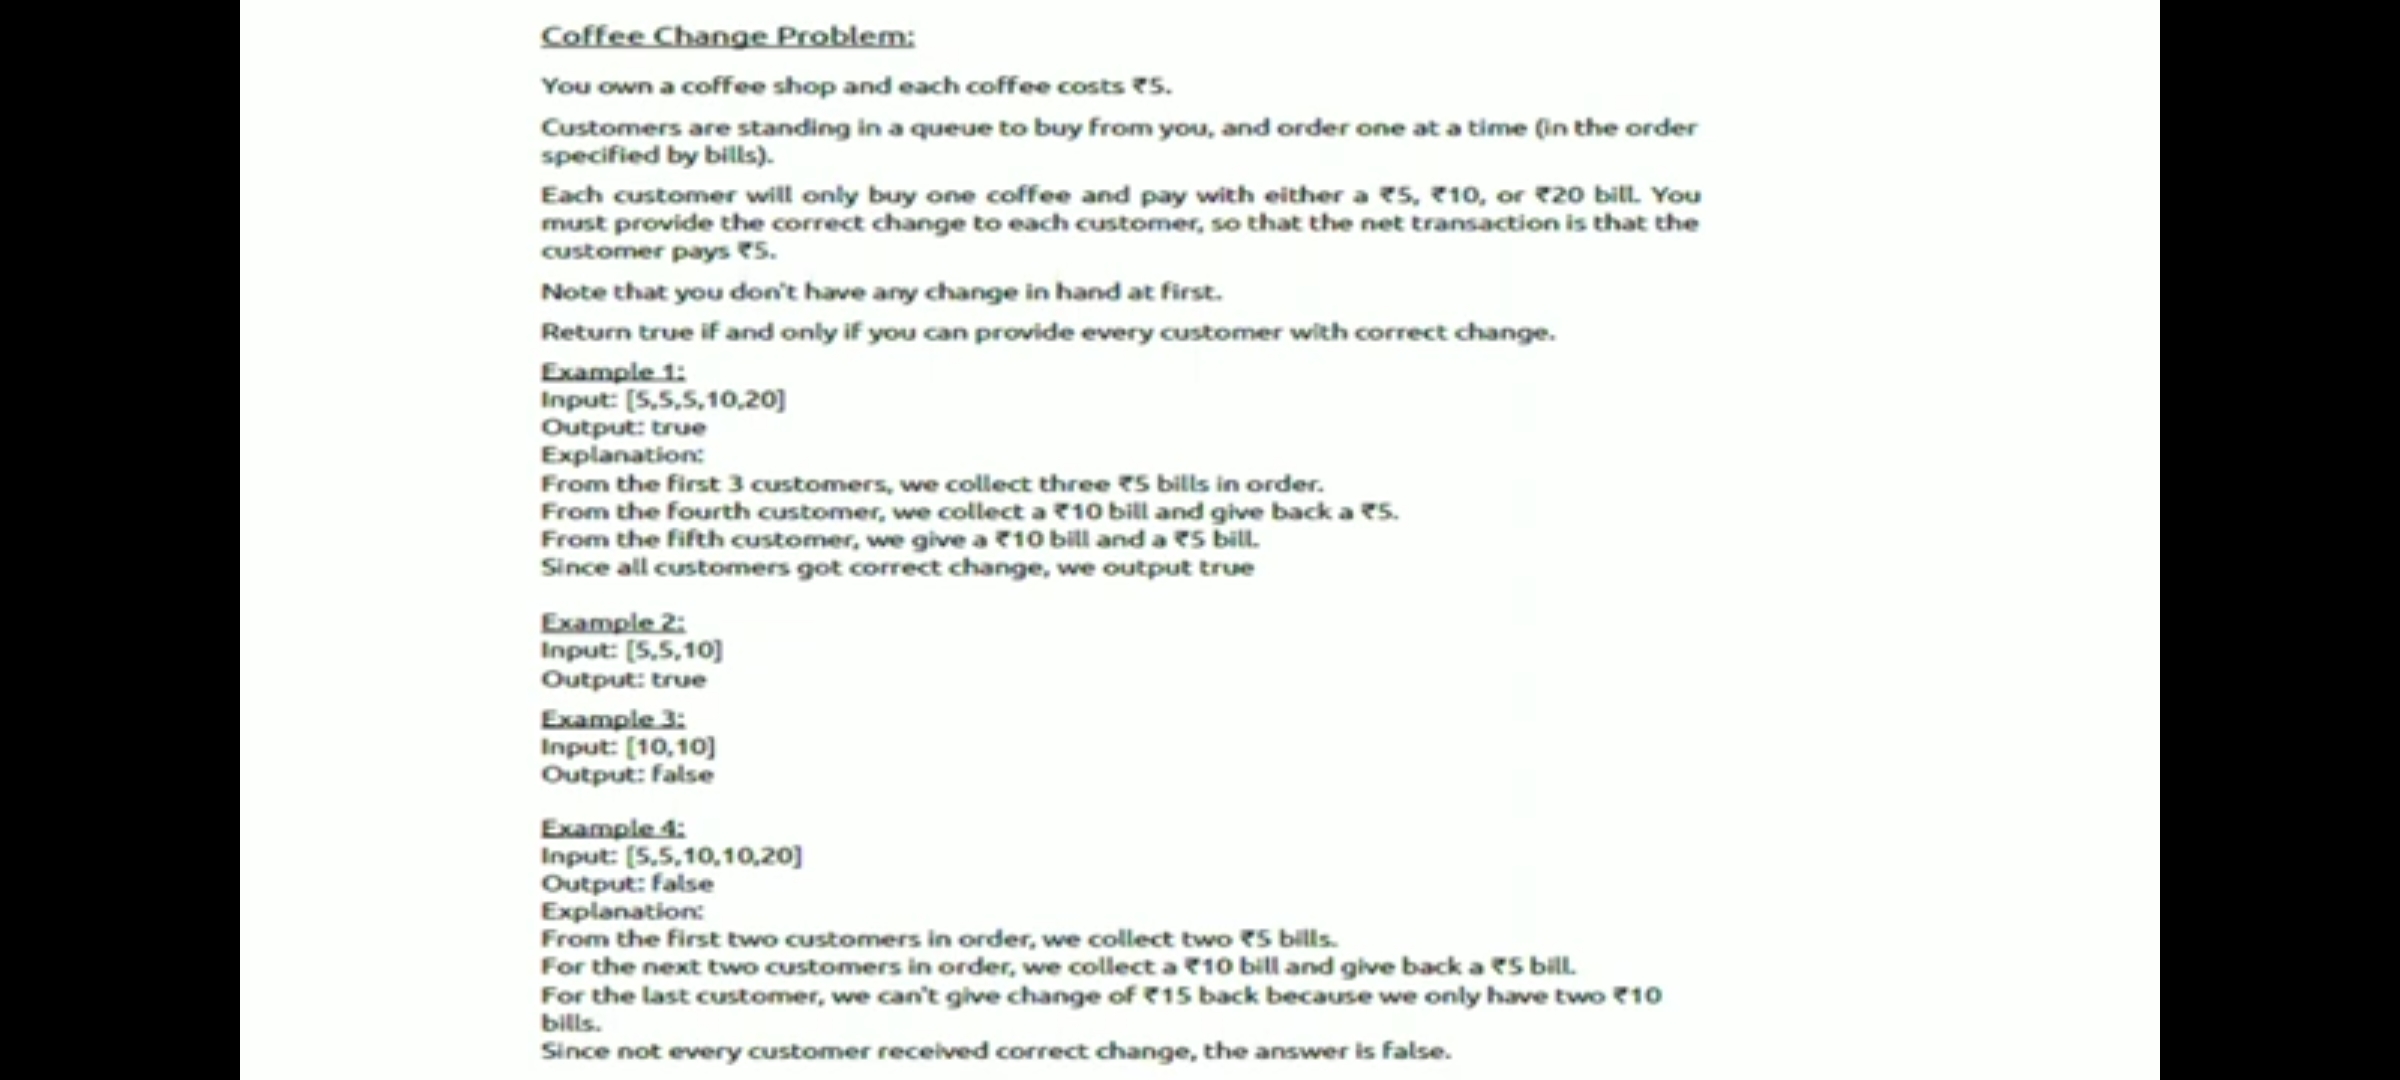 Coffee Change Problem:
You own a coffee shop and each coffee costs ₹5.
Customers are standing in a queue to buy from you, and order one at a time (in the order
specified by bills).
Each customer will only buy one coffee and pay with either a ₹5, ₹10, or ₹20 bill. You
must provide the correct change to each customer, so that the net transaction is that the
customer pays ₹5.
Note that you don't have any change in hand at first.
Return true if and only if you can provide every customer with correct change.
Example 1:
Input: [5,5,5,10,20]
Output: true
Explanation:
From the first 3 customers, we collect three ₹5 bills in order.
From the fourth customer, we collect a ₹10 bill and give back a ₹5.
From the fifth customer, we give a ₹10 bill and a ₹5 bill.
Since all customers got correct change, we output true
Example 2:
Input: [5,5,10]
Output: true
Example 3:
Input: [10,10]
Output: false
Example 4:
Input: [5,5,10,10,20]
Output: false
Explanation:
From the first two customers in order, we collect two ₹5 bills.
For the next two customers in order, we collect a ₹10 bill and give back a ₹5 bill.
For the last customer, we can't give change of ₹15 back because we only have two ₹10
bills.
Since not every customer received correct change, the answer is false.